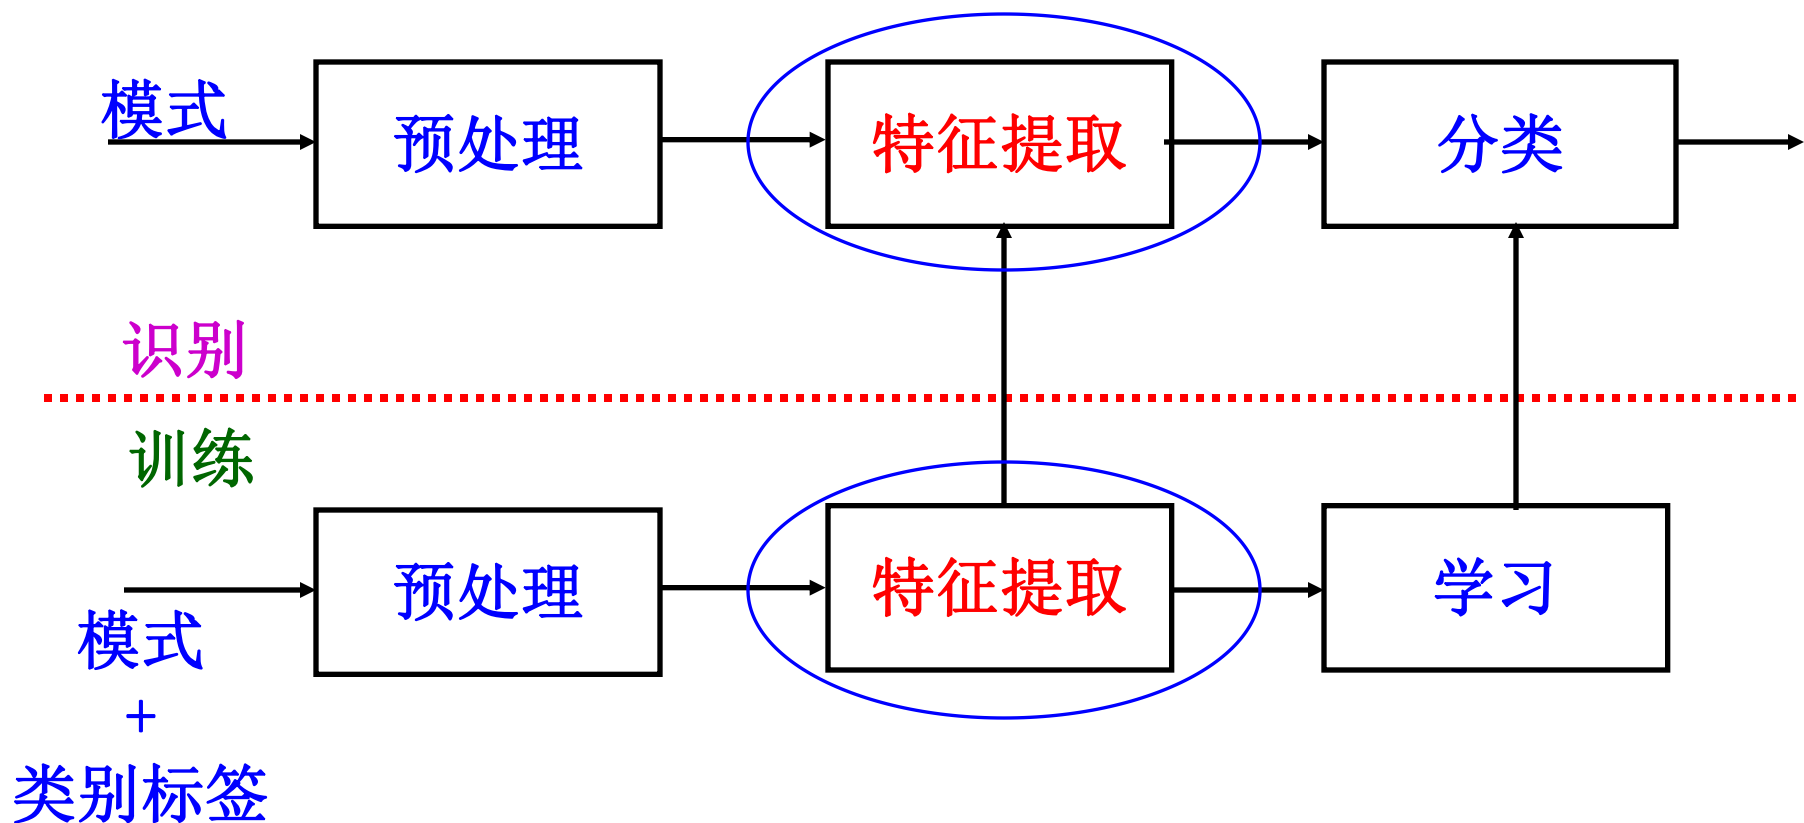 模式
预处理
特征提取
分类
识别
训练
预处理
特征提取
学习
模式
+
类别标签